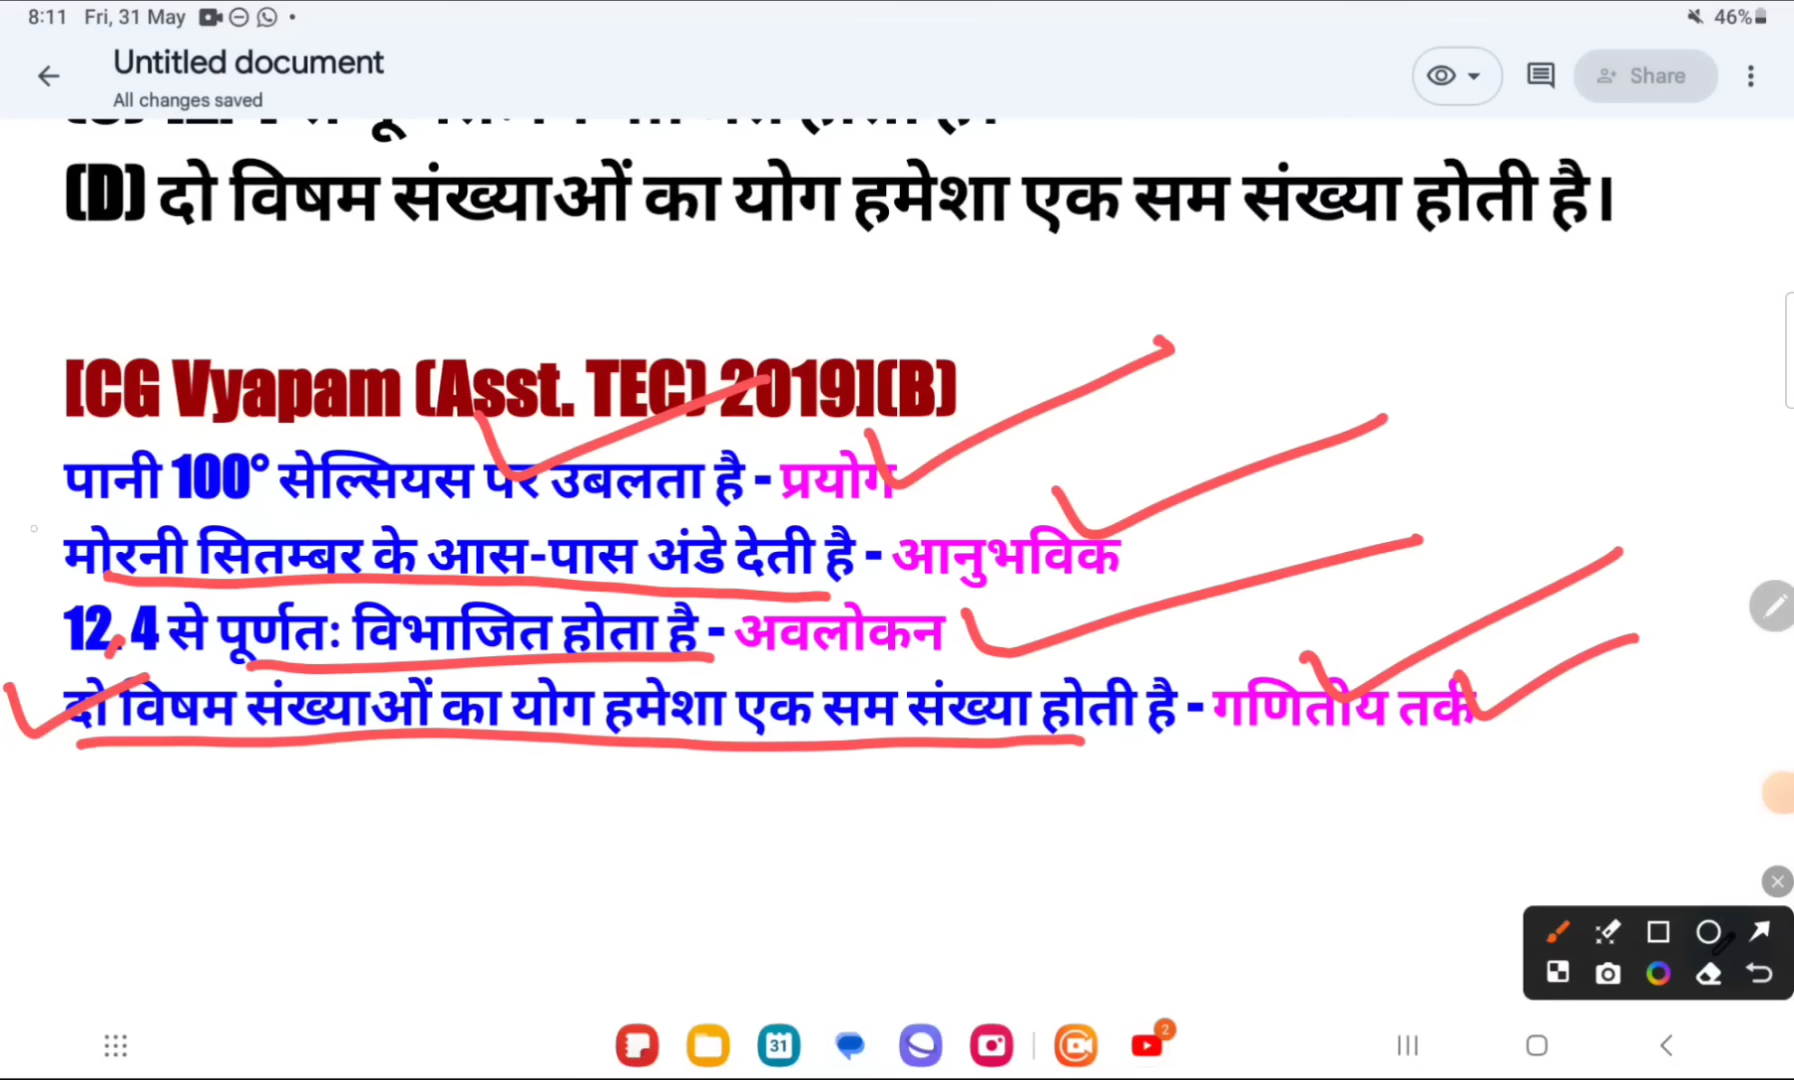 8:11 Fri, 31 May 46%
Untitled document
All changes saved
Share
(D) दो विषम संख्याओं का योग हमेशा एक सम संख्या होती है।
[CG Vyapam (Asst. TEC) 2019](B)
पानी 100° सेल्सियस पर उबलता है - प्रयोग
मोरनी सितम्बर के आस-पास अंडे देती है - आनुभविक
12, 4 से पूर्णतः विभाजित होता है - अवलोकन
दो विषम संख्याओं का योग हमेशा एक सम संख्या होती है - गणितीय तर्क
31
2